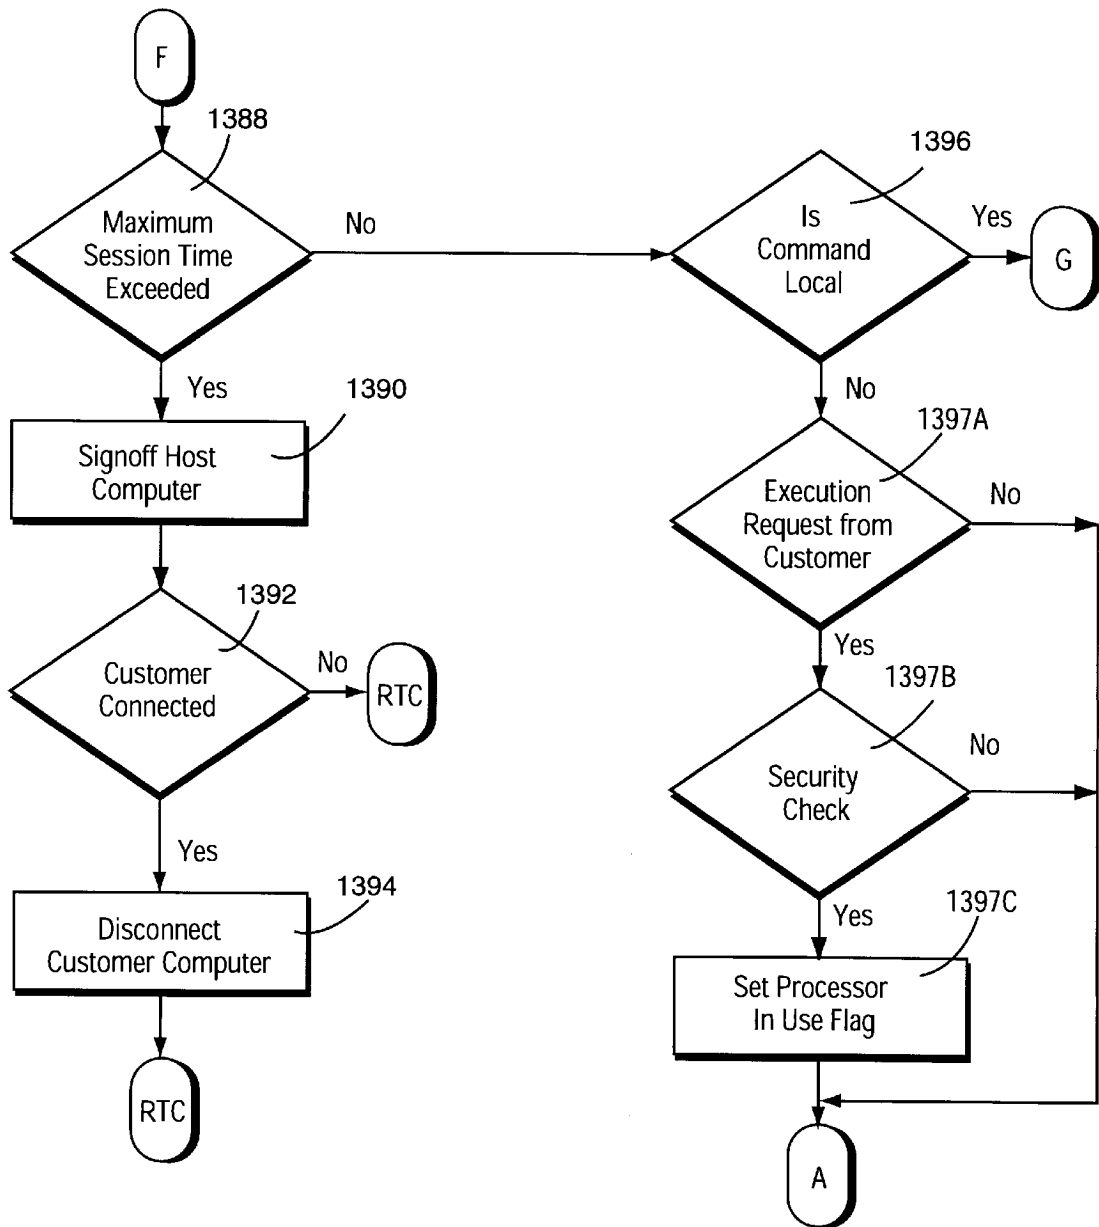 F
1388
Maximum
Session Time
Exceeded
No
Yes
1390
Signoff Host
Computer
1392
Customer
Connected
No
RTC
Yes
1394
Disconnect
Customer Computer
RTC
1396
Is
Command
Local
Yes
G
No
1397A
Execution
Request from
Customer
No
Yes
1397B
Security
Check
No
Yes
1397C
Set Processor
In Use Flag
A